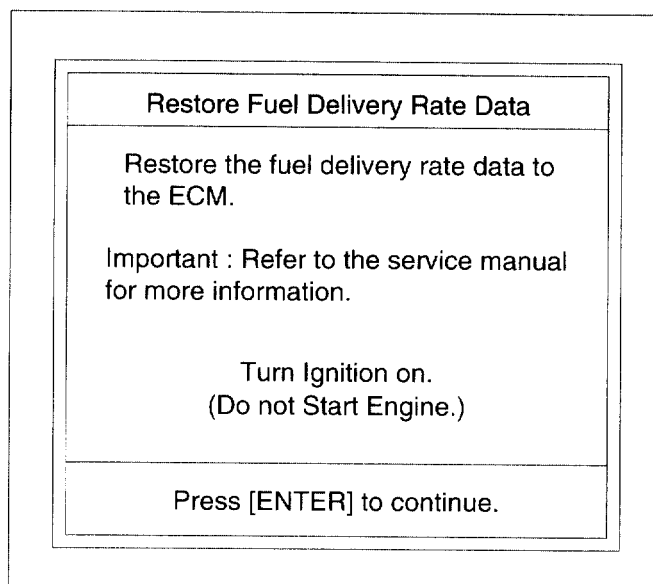 Restore Fuel Delivery Rate Data
Restore the fuel delivery rate data to
the ECM.
Important : Refer to the service manual
for more information.
Turn Ignition on.
(Do not Start Engine.)
Press [ENTER] to continue.